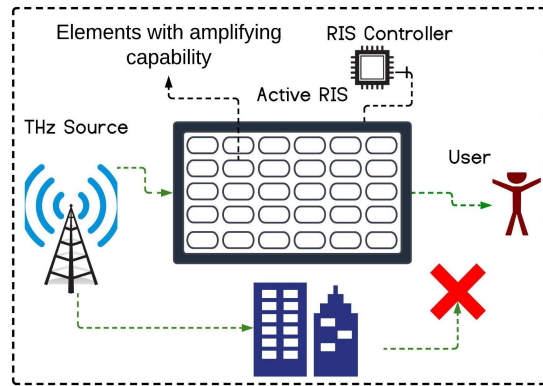 Elements with amplifying
capability
RIS Controller
Active RIS
THz Source
User